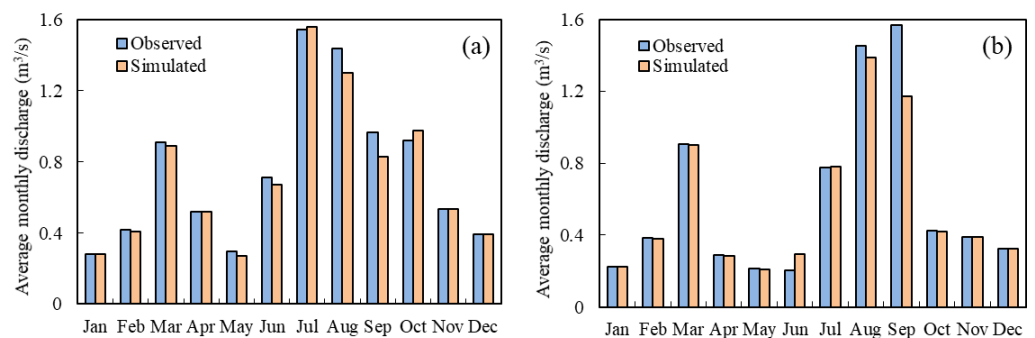 Average monthly discharge (m³/s)
1.6
1.2
0.8
0.4
0
Observed
Simulated
(a)
Jan Feb Mar Apr May Jun Jul Aug Sep Oct Nov Dec
Average monthly discharge (m³/s)
1.6
1.2
0.8
0.4
0
Observed
Simulated
(b)
Jan Feb Mar Apr May Jun Jul Aug Sep Oct Nov Dec